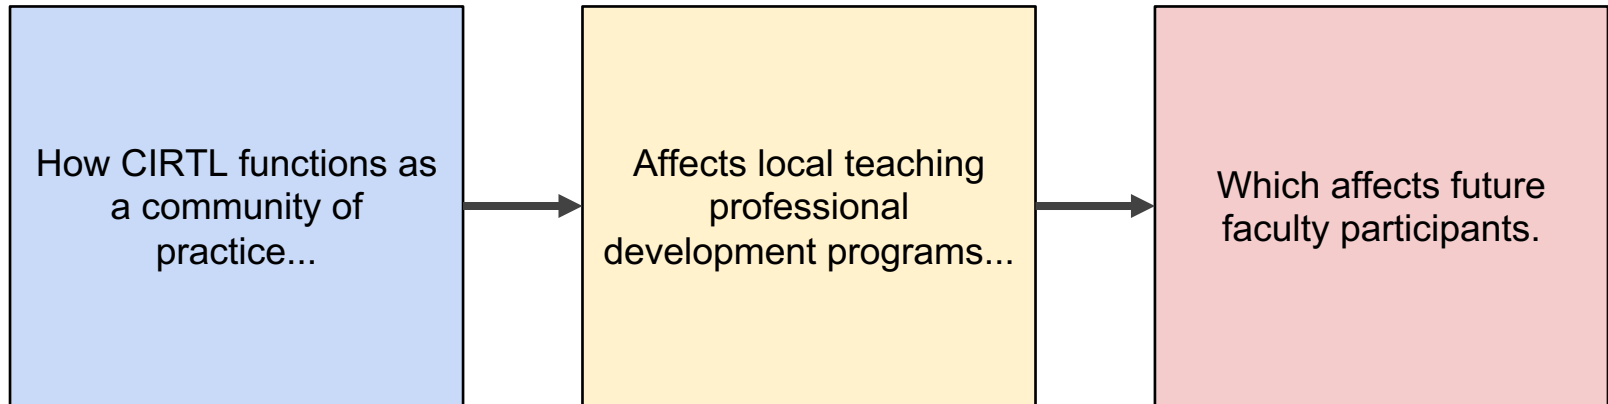 How CIRTL functions as
a community of
practice...
Affects local teaching
professional
development programs...
Which affects future
faculty participants.